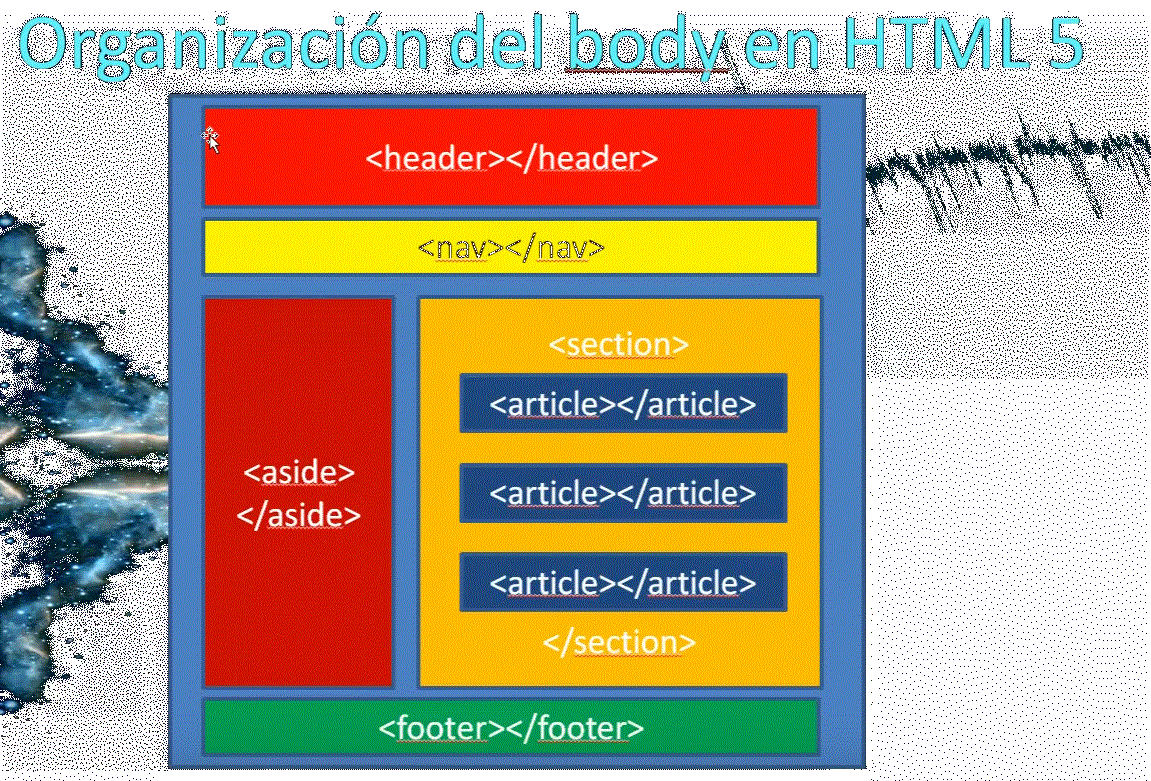 Organización del body en HTML 5
<header></header>
<nav></nav>
<aside>
</aside>
<section>
<article></article>
<article></article>
<article></article>
</section>
<footer></footer>